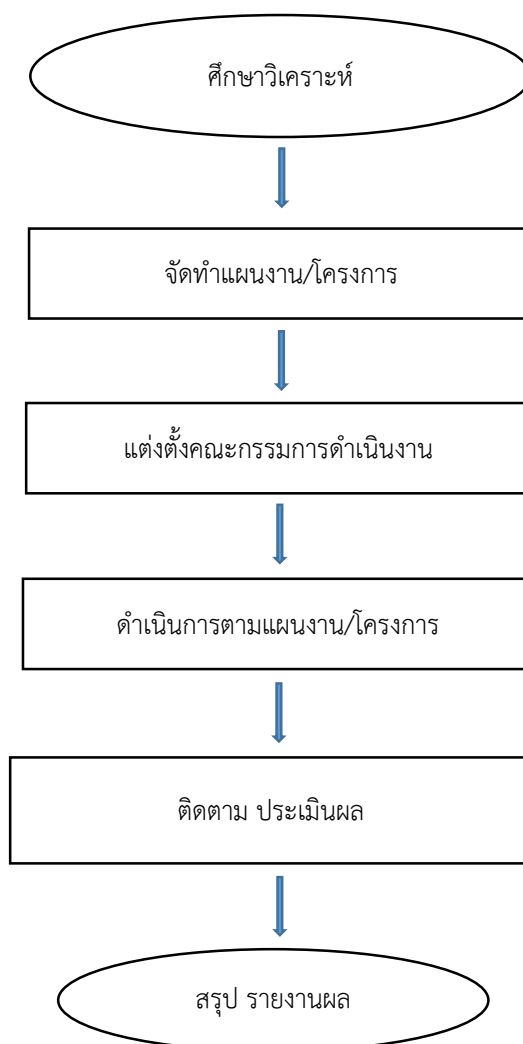 ศึกษาวิเคราะห์
จัดทำแผนงาน/โครงการ
แต่งตั้งคณะกรรมการดำเนินงาน
ดำเนินการตามแผนงาน/โครงการ
ติดตาม ประเมินผล
สรุป รายงานผล